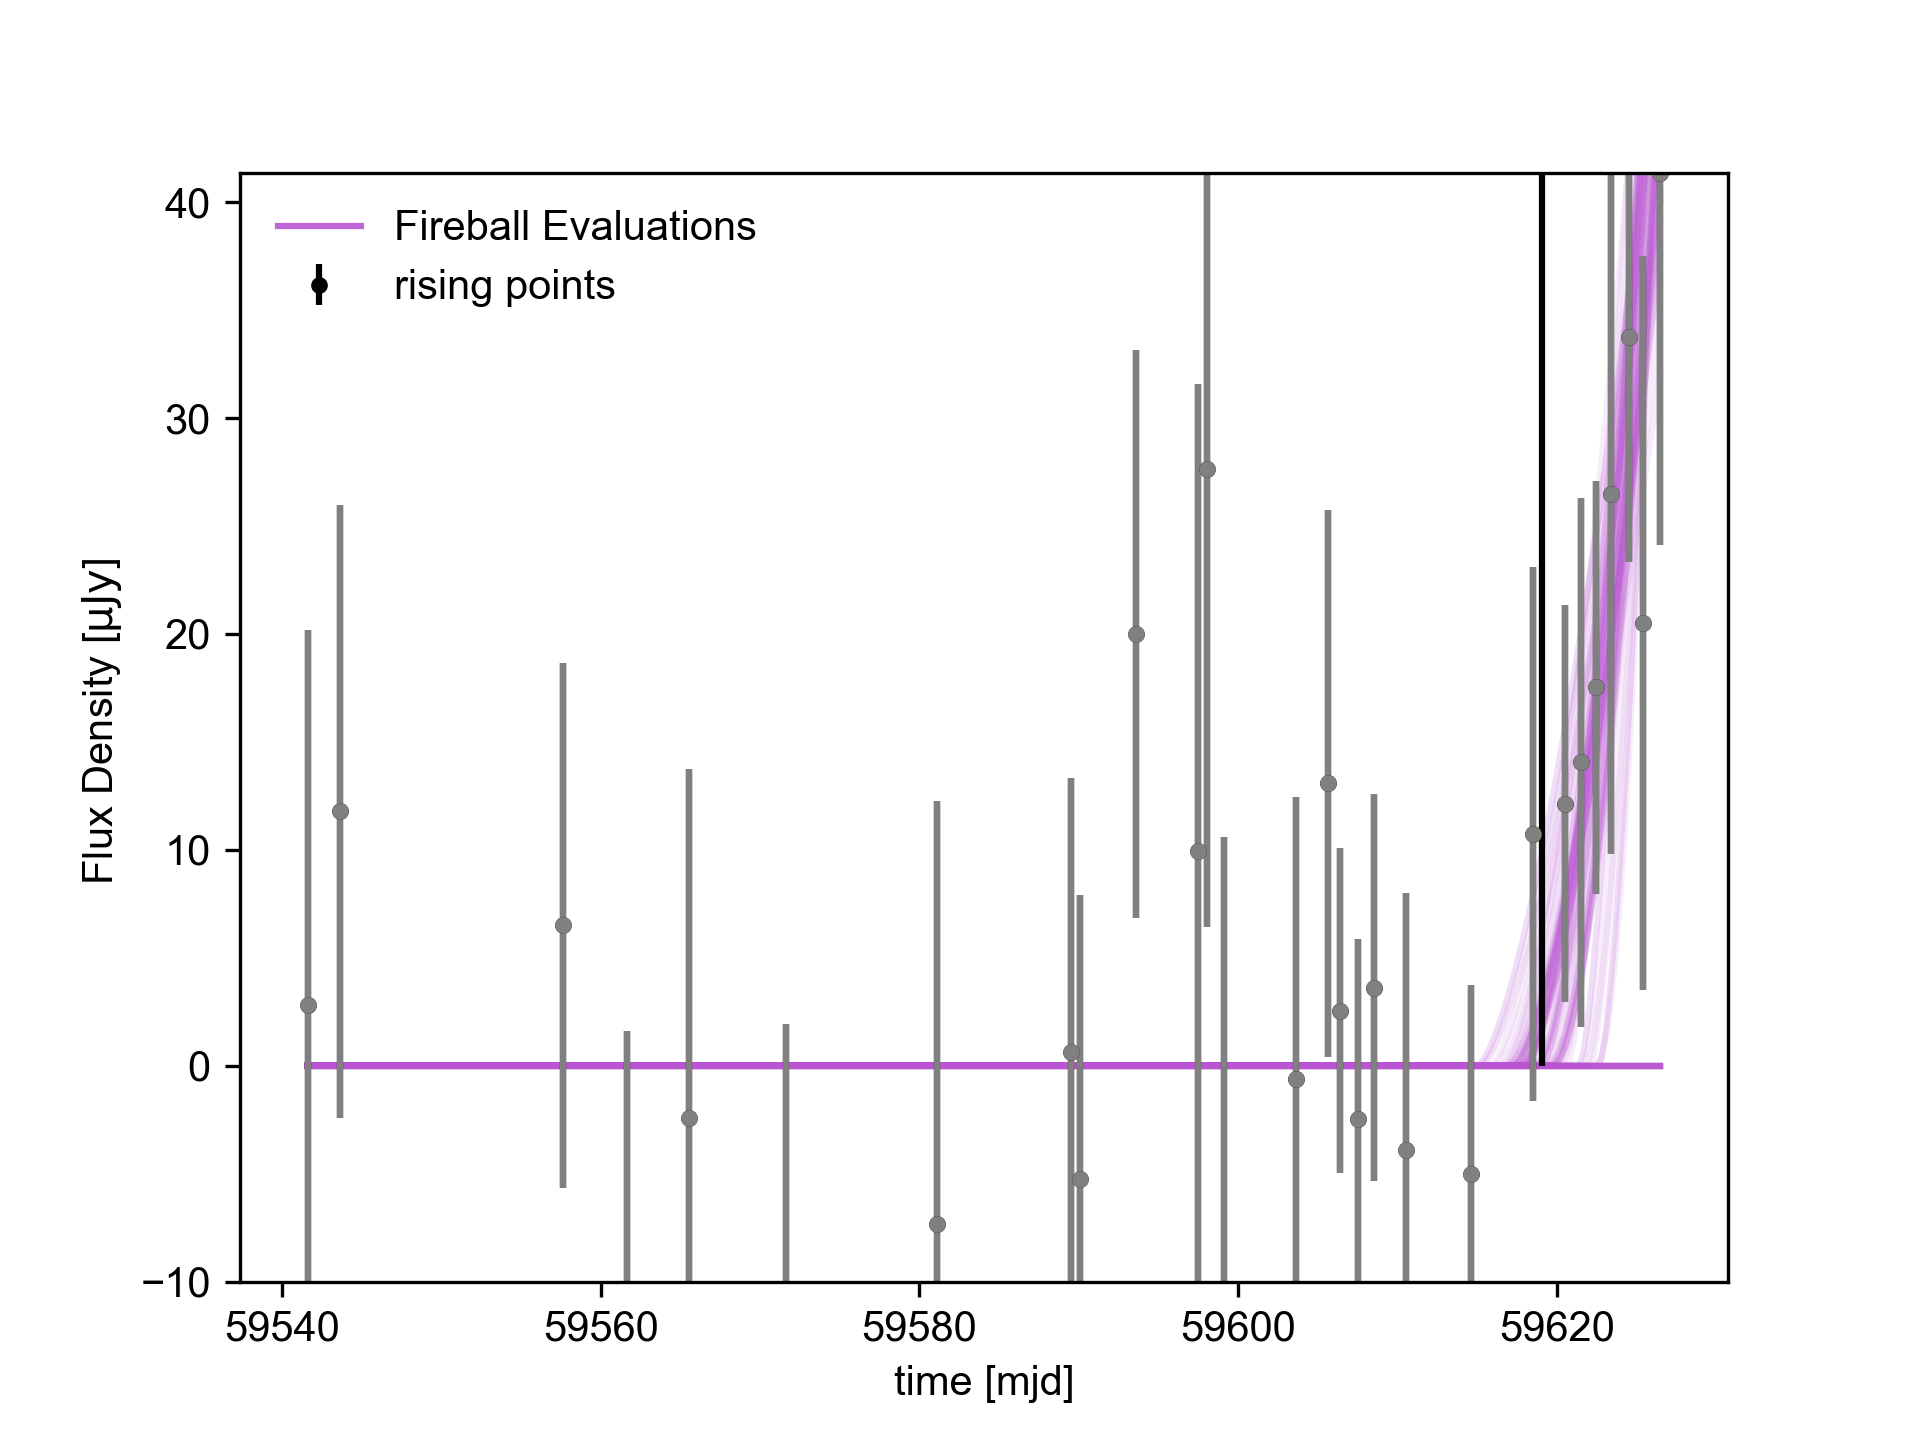 Fireball Evaluations
rising points
40
30
20
10
0
−10
Flux Density [μJy]
59540 59560 59580 59600 59620
time [mjd]